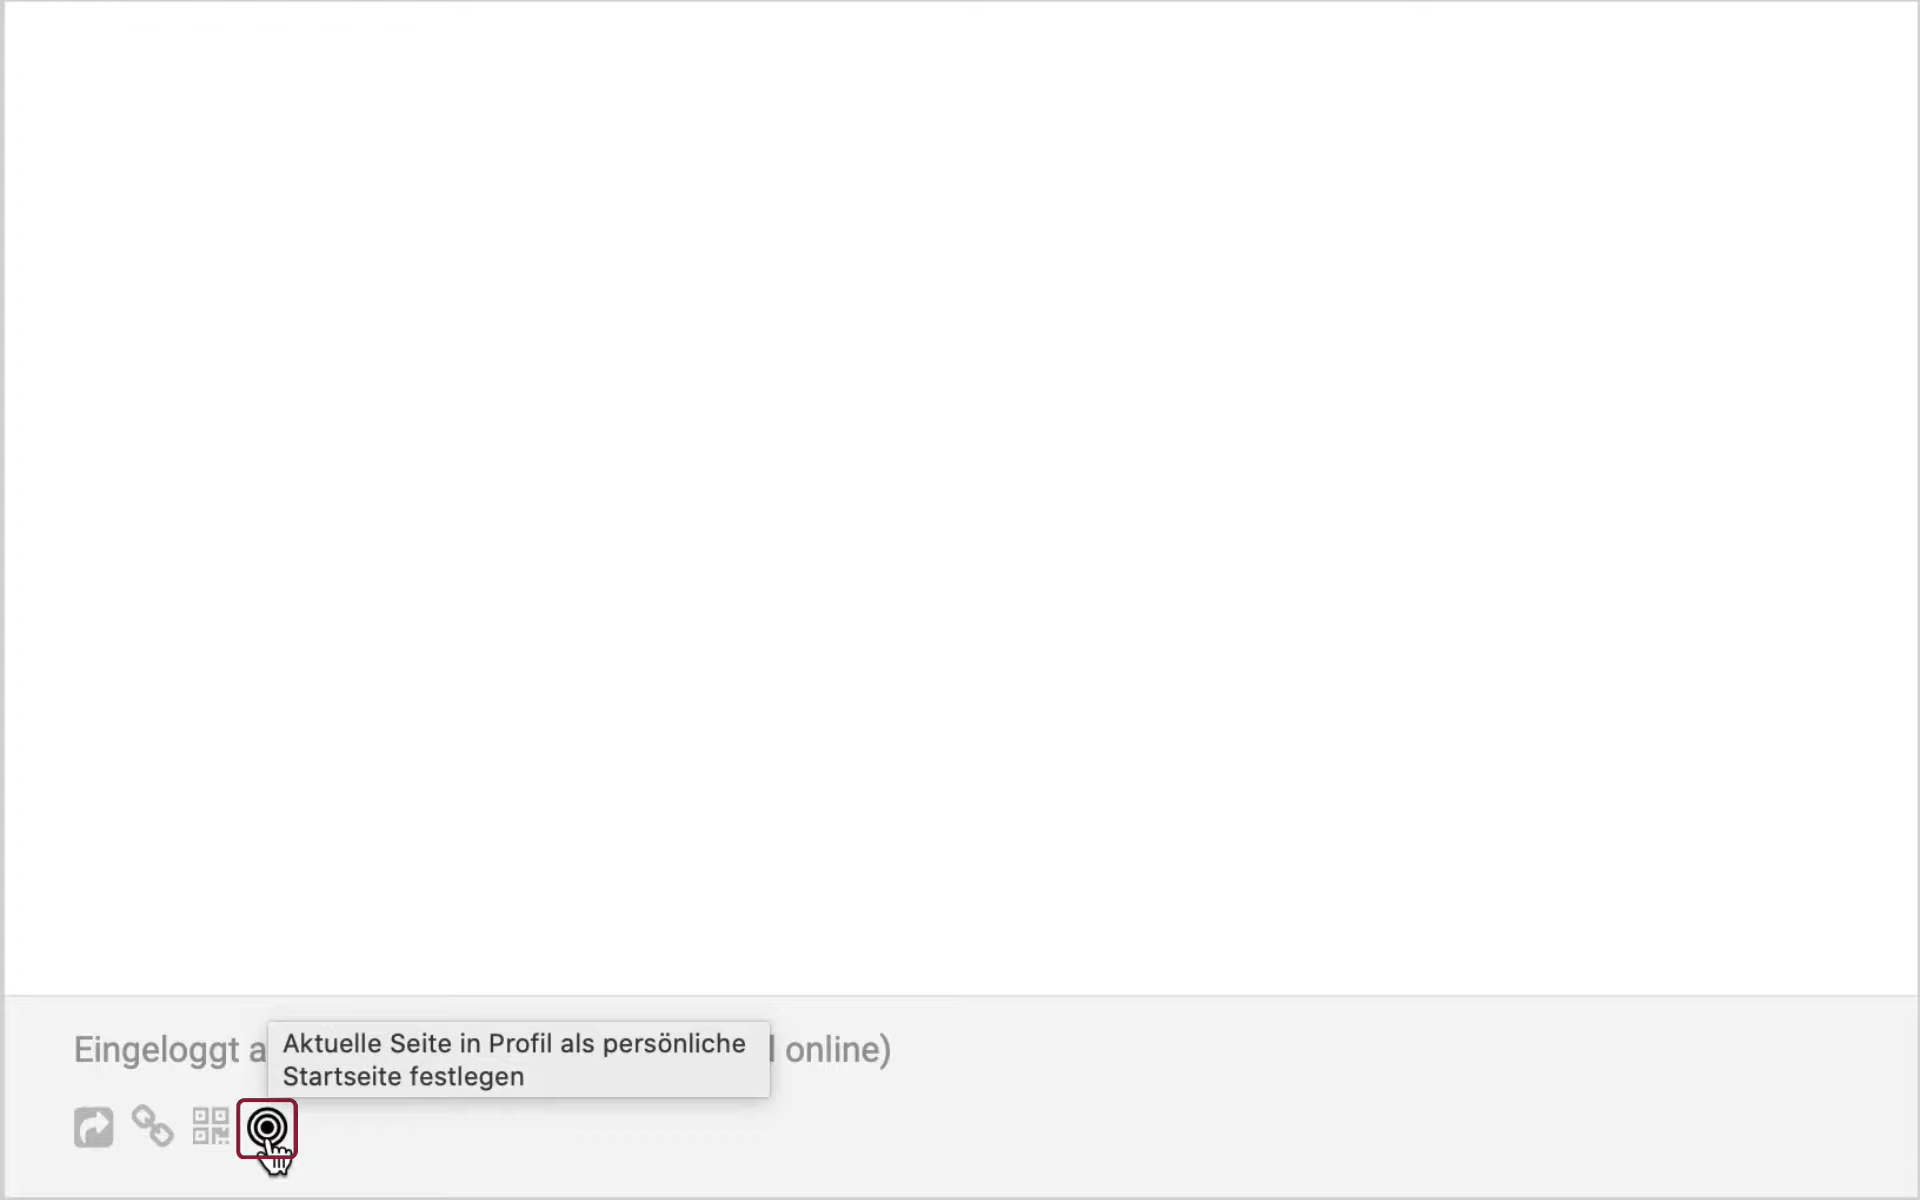 Eingeloggt a
Aktuelle Seite in Profil als persönliche
Startseite festlegen
online)